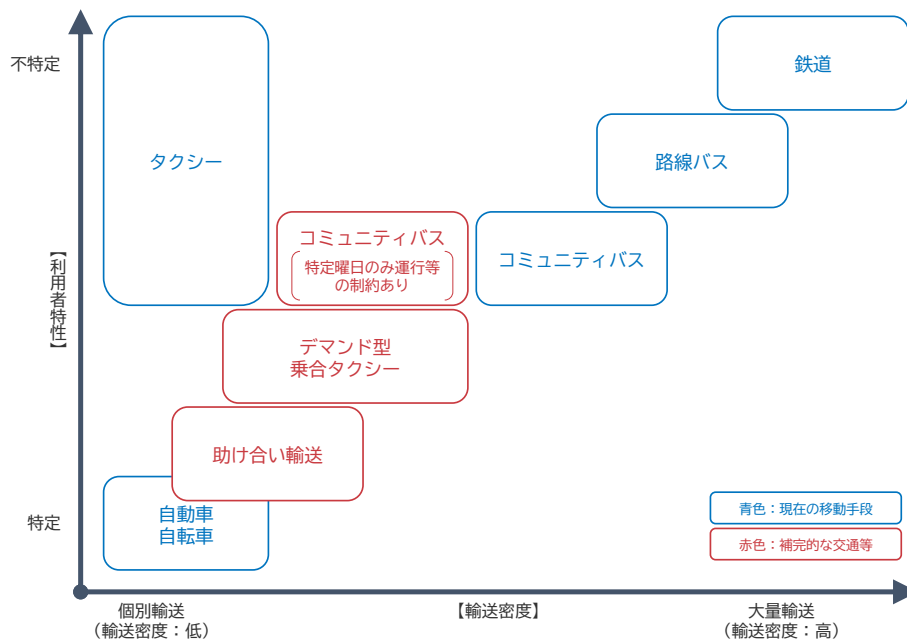 不特定
鉄道
タクシー
路線バス
コミュニティバス
特定曜日のみ運行等
の制約あり
コミュニティバス
【利用者特性】
デマンド型
乗合タクシー
助け合い輸送
特定
自動車
自転車
青色：現在の移動手段
赤色：補完的な交通等
個別輸送
（輸送密度：低）
【輸送密度】
大量輸送
（輸送密度：高）